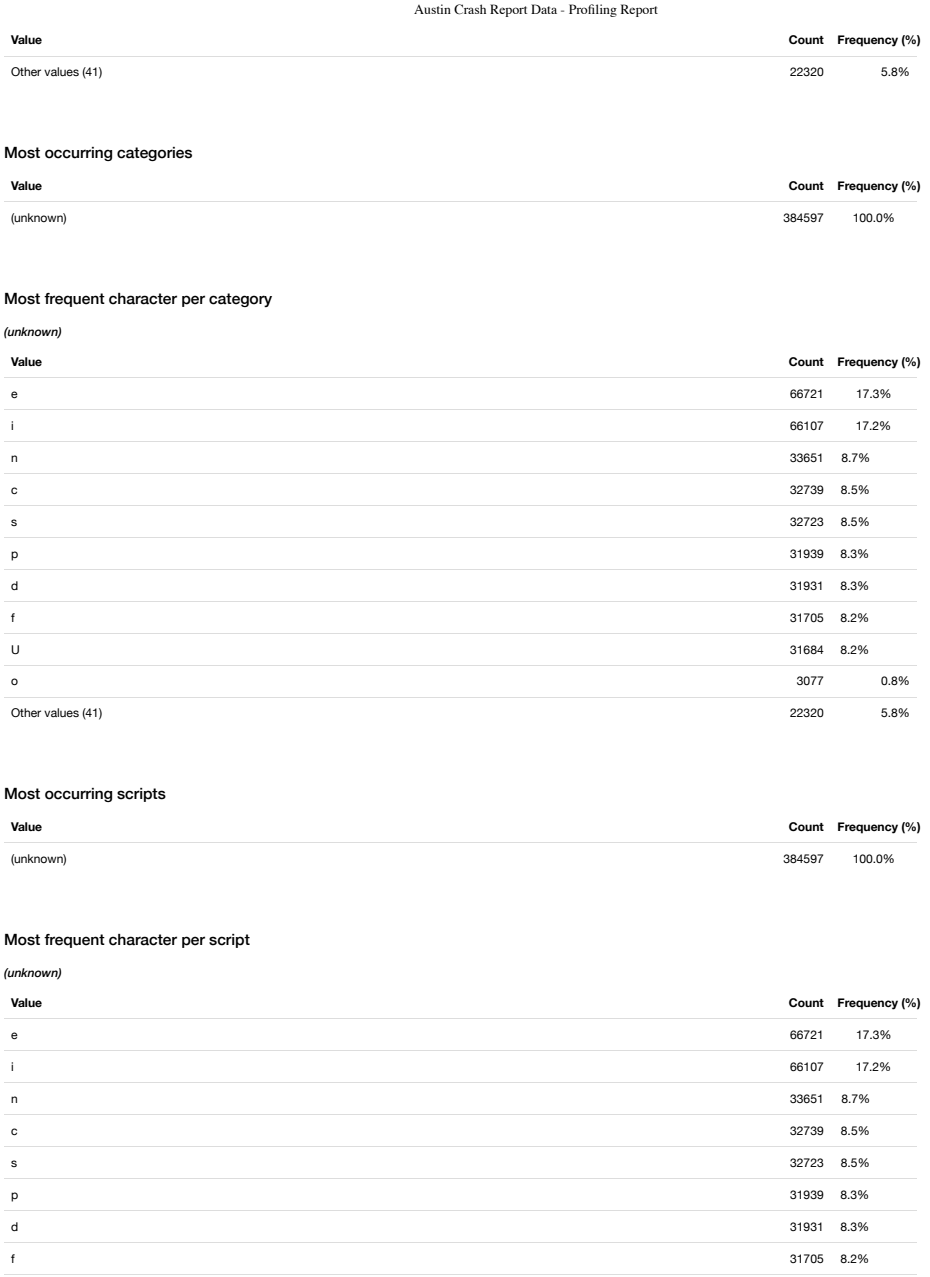 Austin Crash Report Data - Profiling Report
Value Count Frequency (%)
Other values (41) 22320 5.8%
Most occurring categories
Value Count Frequency (%)
(unknown) 384597 100.0%
Most frequent character per category
(unknown)
Value Count Frequency (%)
e 66721 17.3%
i 66107 17.2%
n 33651 8.7%
c 32739 8.5%
s 32723 8.5%
p 31939 8.3%
d 31931 8.3%
f 31705 8.2%
U 31684 8.2%
o 3077 0.8%
Other values (41) 22320 5.8%
Most occurring scripts
Value Count Frequency (%)
(unknown) 384597 100.0%
Most frequent character per script
(unknown)
Value Count Frequency (%)
e 66721 17.3%
i 66107 17.2%
n 33651 8.7%
c 32739 8.5%
s 32723 8.5%
p 31939 8.3%
d 31931 8.3%
f 31705 8.2%